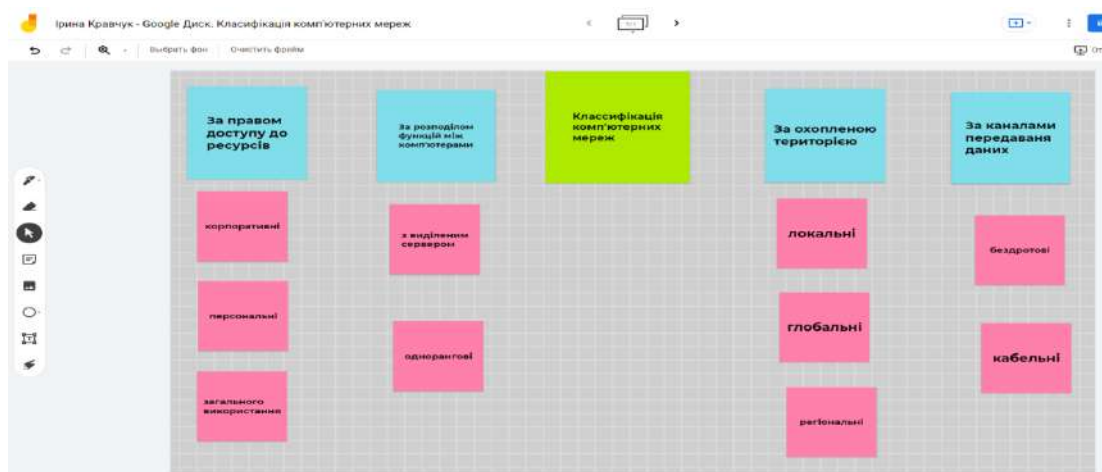 Ірина Кравчук - Google Диск. Класифікація комп'ютерних мереж
Выбрать фон Очистить фрейм
За правом
доступу до
ресурсів
За розподілом
функцій між
комп'ютерами
Классифікація
комп'ютерних
мереж
За охопленою
територією
За каналами
передаваня
даних
корпоративні
з виділеним
сервером
локальні
бездротові
персональні
однорангові
глобальні
кабельні
загального
використання
регіональні